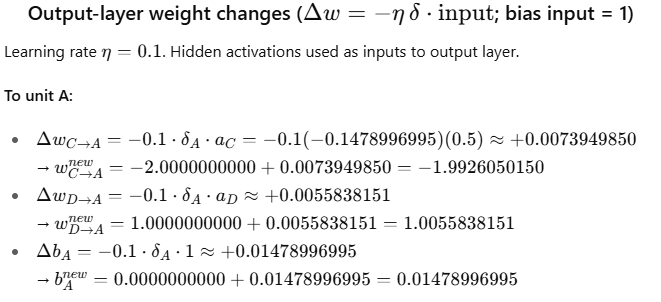 Output-layer weight changes (Δw = −η δ · input; bias input = 1)
Learning rate η = 0.1. Hidden activations used as inputs to output layer.
To unit A:
• Δw_{C→A} = −0.1 · δ_A · a_C = −0.1(−0.1478996995)(0.5) ≈ +0.0073949850
→ w^{new}_{C→A} = −2.0000000000 + 0.0073949850 = −1.9926050150
• Δw_{D→A} = −0.1 · δ_A · a_D ≈ +0.0055838151
→ w^{new}_{D→A} = 1.0000000000 + 0.0055838151 = 1.0055838151
• Δb_A = −0.1 · δ_A · 1 ≈ +0.01478996995
→ b^{new}_A = 0.0000000000 + 0.01478996995 = 0.01478996995